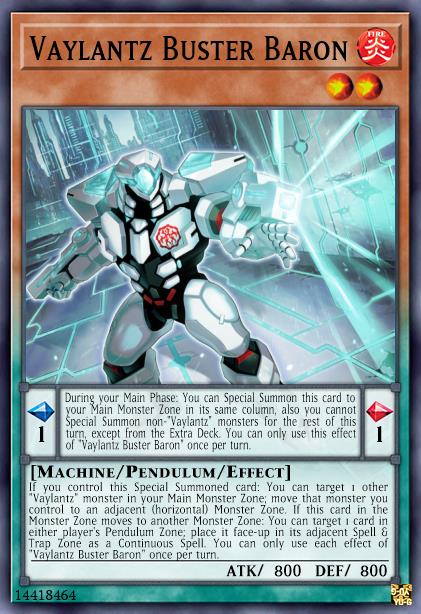 VAYLANTZ BUSTER BARON
FIRE
炎
During your Main Phase: You can Special Summon this card to
your Main Monster Zone in its same column, also you cannot
Special Summon non-"Vaylantz" monsters for the rest of this
turn, except from the Extra Deck. You can only use this effect
of "Vaylantz Buster Baron" once per turn.
1
1
[MACHINE/PENDULUM/EFFECT]
If you control this Special Summoned card: You can target 1 other
"Vaylantz" monster in your Main Monster Zone; move that monster you
control to an adjacent (horizontal) Monster Zone. If this card in the
Monster Zone moves to another Monster Zone: You can target 1 card in
either player's Pendulum Zone; place it face-up in its adjacent Spell &
Trap Zone as a Continuous Spell. You can only use each effect of
"Vaylantz Buster Baron" once per turn.
ATK/ 800 DEF/ 800
14418464